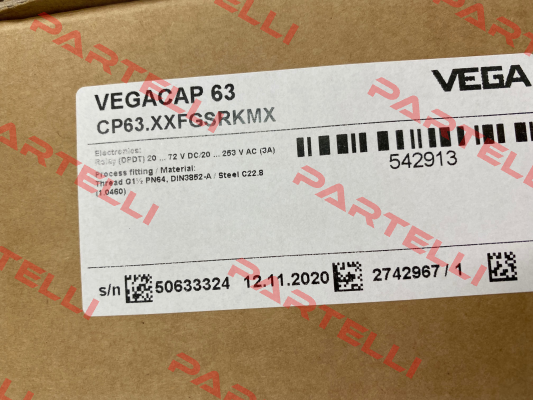 VEGACAP 63
VEGA
CP63.XXFGSRKMX
Electronics:
Relay (DPDT) 20 ... 72 V DC/20 ... 253 V AC (3A)
Process fitting / Material:
Thread G1½ PN64, DIN3852-A / Steel C22.8
(1.0460)
542913
s/n 50633324 12.11.2020 2742967 / 1
PARTELLI
PARTELLI
PARTELLI
PARTELLI
PARTELLI